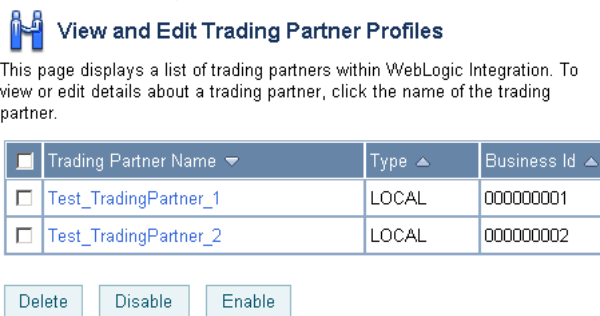 View and Edit Trading Partner Profiles
This page displays a list of trading partners within WebLogic Integration. To
view or edit details about a trading partner, click the name of the trading
partner.
Trading Partner Name Type Business Id
Test_TradingPartner_1 LOCAL 000000001
Test_TradingPartner_2 LOCAL 000000002
Delete Disable Enable